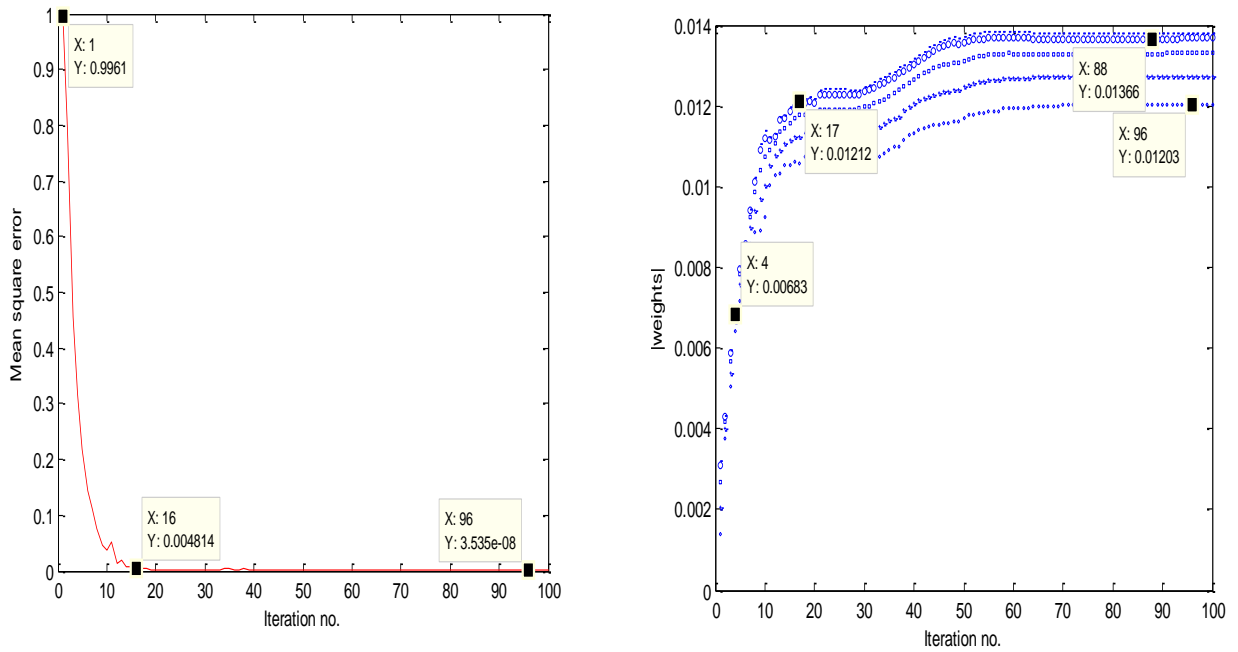 1
0.9
0.8
0.7
0.6
0.5
0.4
0.3
0.2
0.1
0
Mean square error
X: 1
Y: 0.9961
X: 16
Y: 0.004814
X: 96
Y: 3.535e-08
0 10 20 30 40 50 60 70 80 90 100
Iteration no.
0.014
0.012
0.01
0.008
0.006
0.004
0.002
0
|weights|
X: 4
Y: 0.00683
X: 17
Y: 0.01212
X: 88
Y: 0.01366
X: 96
Y: 0.01203
0 10 20 30 40 50 60 70 80 90 100
Iteration no.